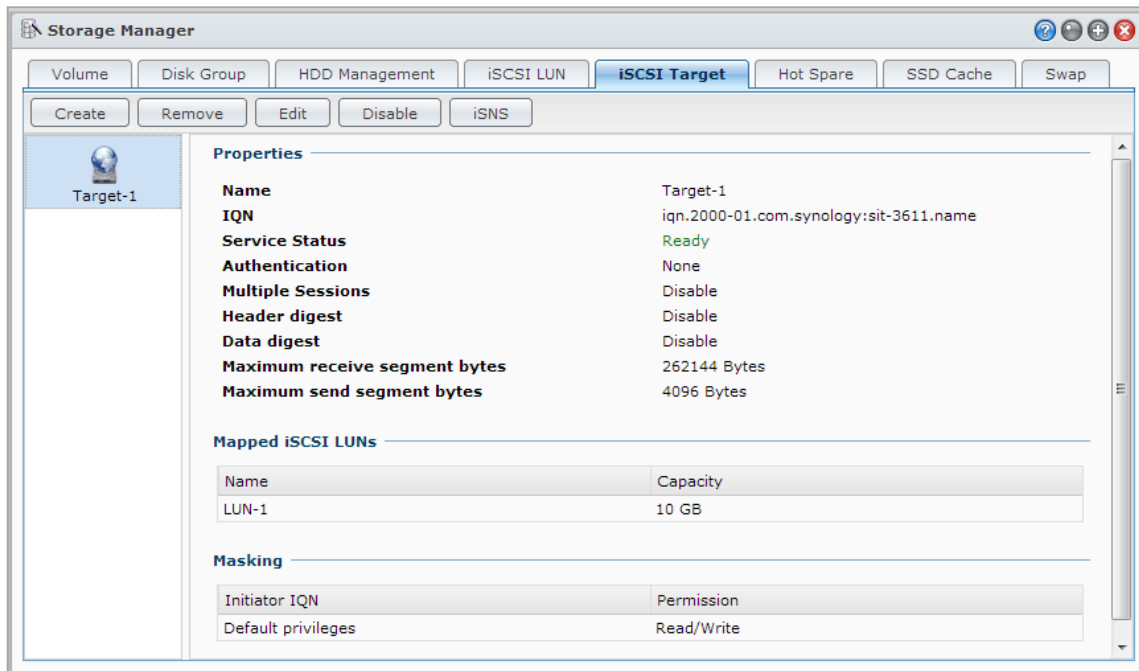 Storage Manager
Volume Disk Group HDD Management iSCSI LUN iSCSI Target Hot Spare SSD Cache Swap
Create Remove Edit Disable iSNS
Target-1
Properties
Name Target-1
IQN iqn.2000-01.com.synology:sit-3611.name
Service Status Ready
Authentication None
Multiple Sessions Disable
Header digest Disable
Data digest Disable
Maximum receive segment bytes 262144 Bytes
Maximum send segment bytes 4096 Bytes
Mapped iSCSI LUNs
Name Capacity
LUN-1 10 GB
Masking
Initiator IQN Permission
Default privileges Read/Write